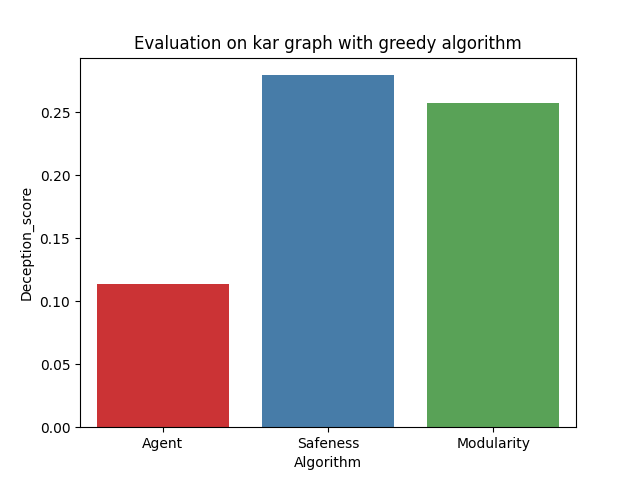 Evaluation on kar graph with greedy algorithm
Deception_score
0.25
0.20
0.15
0.10
0.05
0.00
Agent
Safeness
Modularity
Algorithm